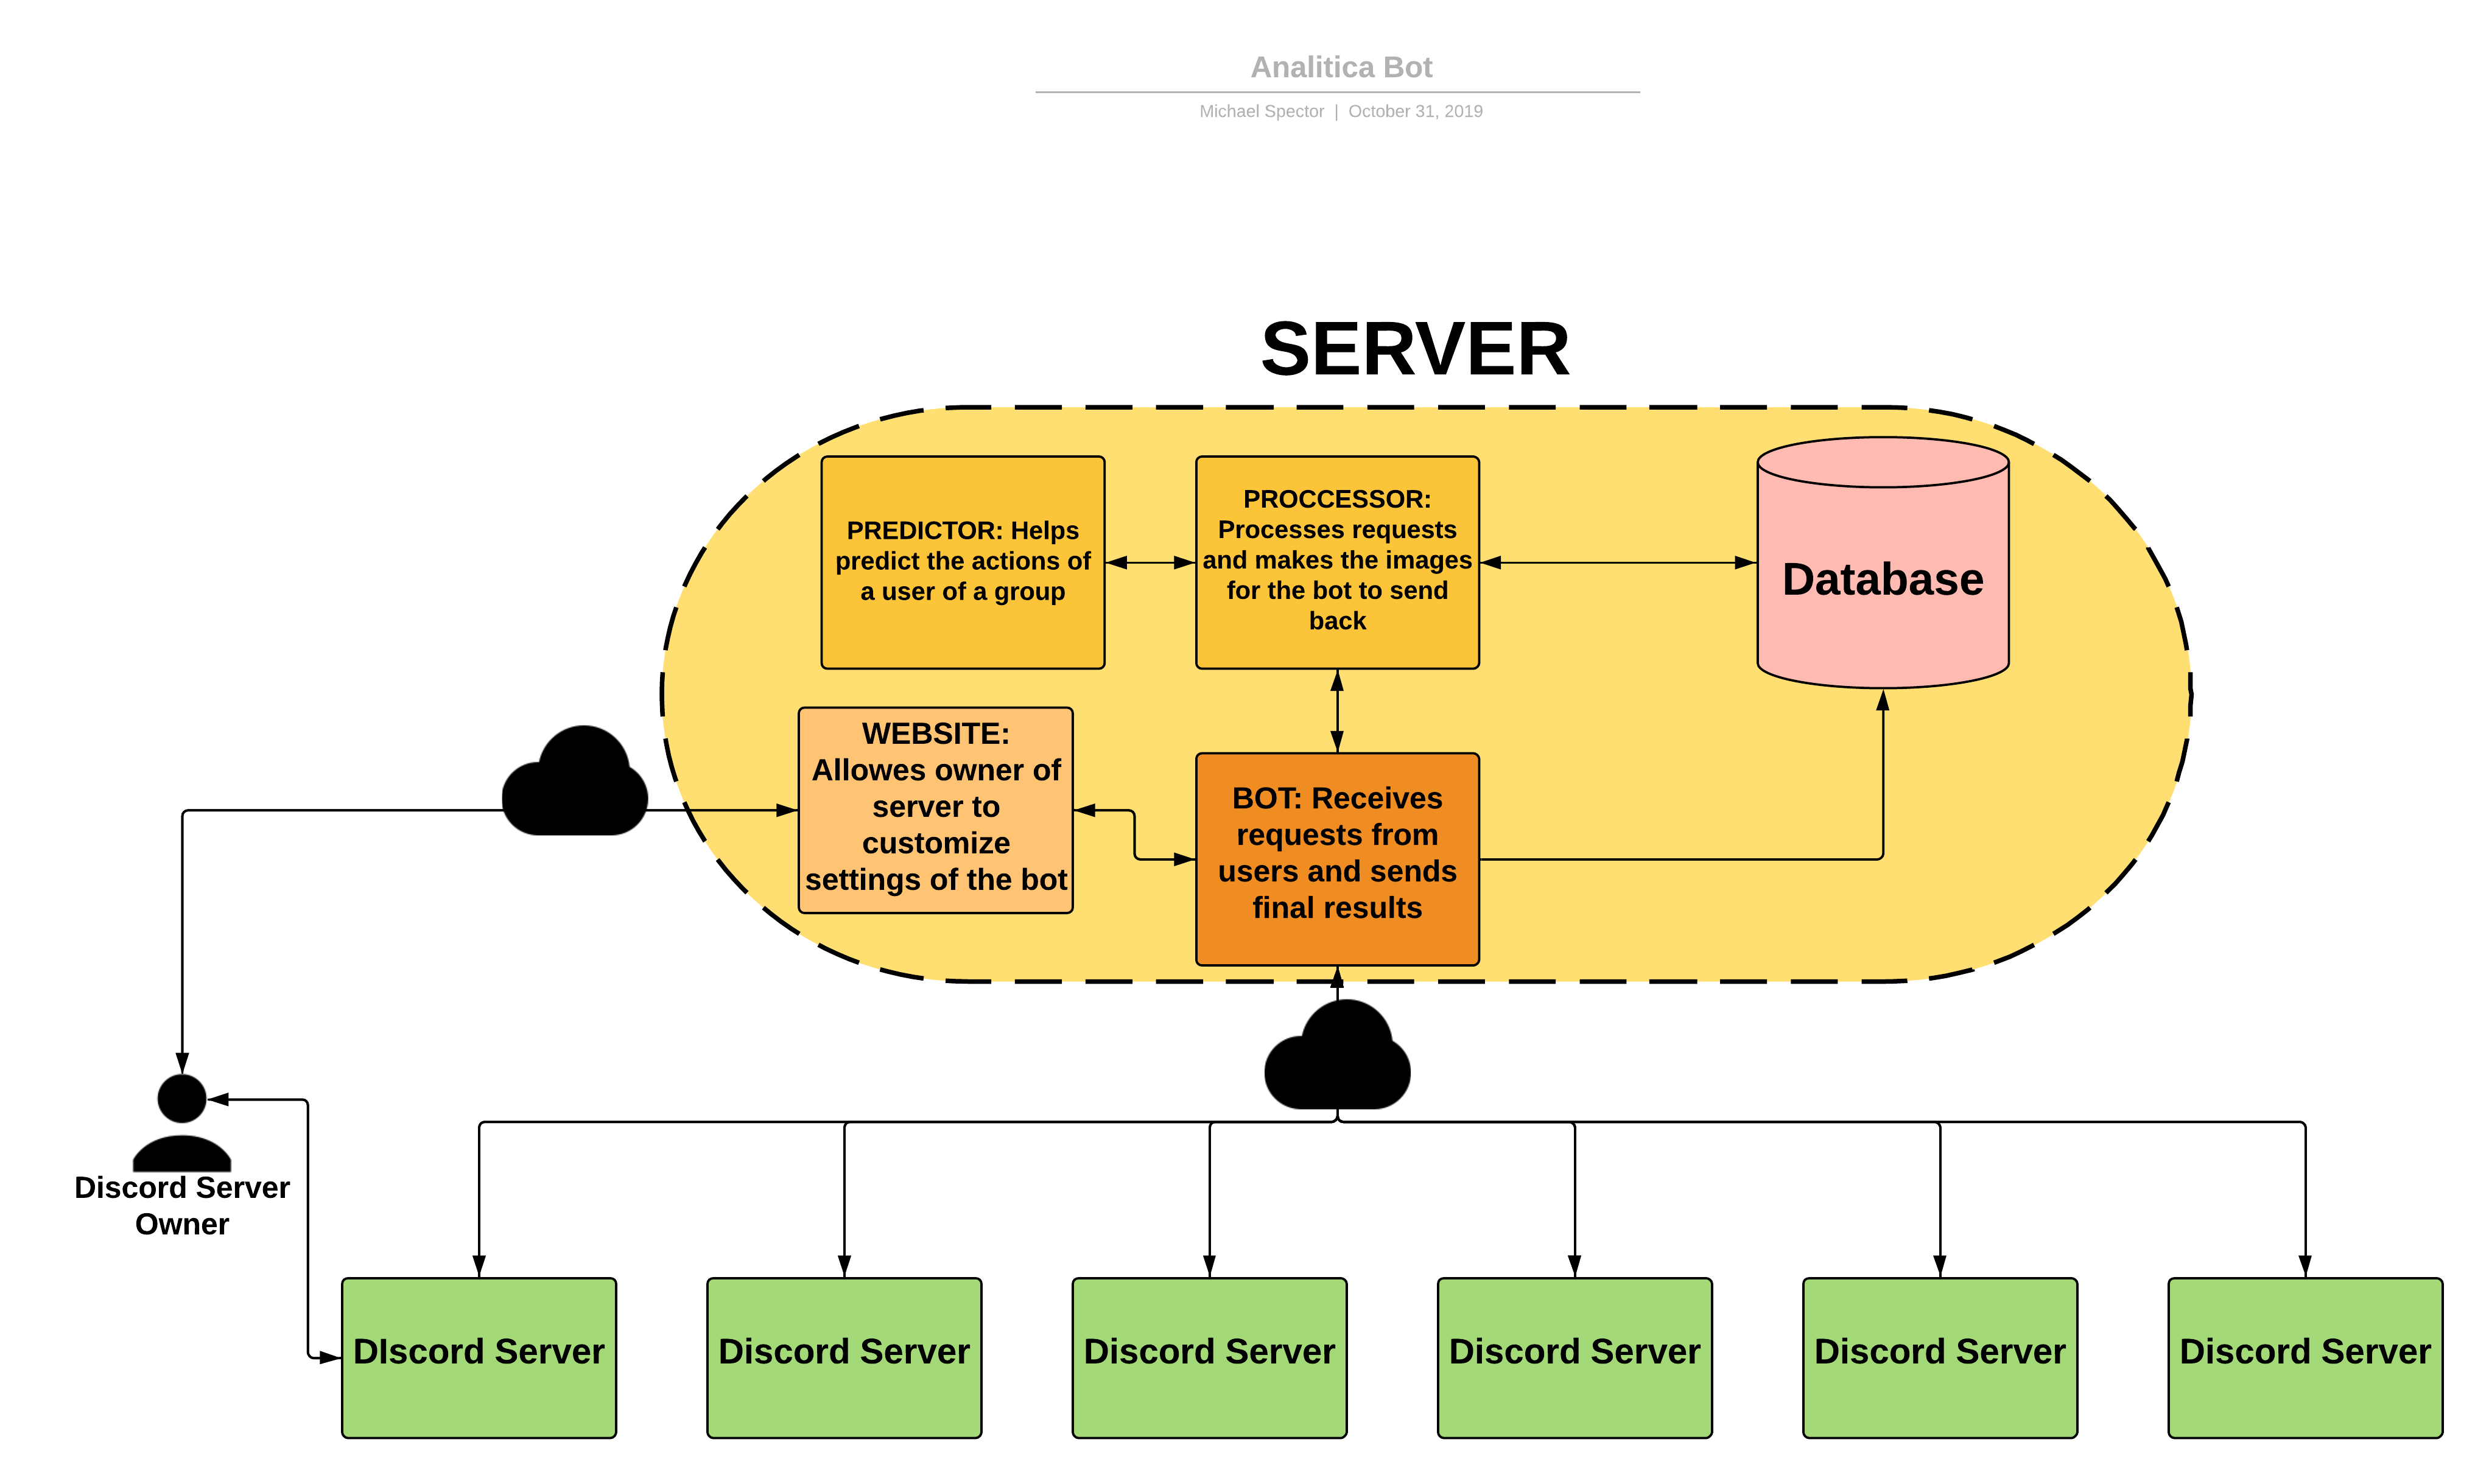 Analitica Bot
Michael Spector | October 31, 2019
SERVER
PREDICTOR: Helps
predict the actions of
a user of a group
PROCCESSOR:
Processes requests
and makes the images
for the bot to send
back
Database
WEBSITE:
Allowes owner of
server to
customize
settings of the bot
BOT: Receives
requests from
users and sends
final results
Discord Server
Owner
DIscord Server
Discord Server
Discord Server
Discord Server
Discord Server
Discord Server